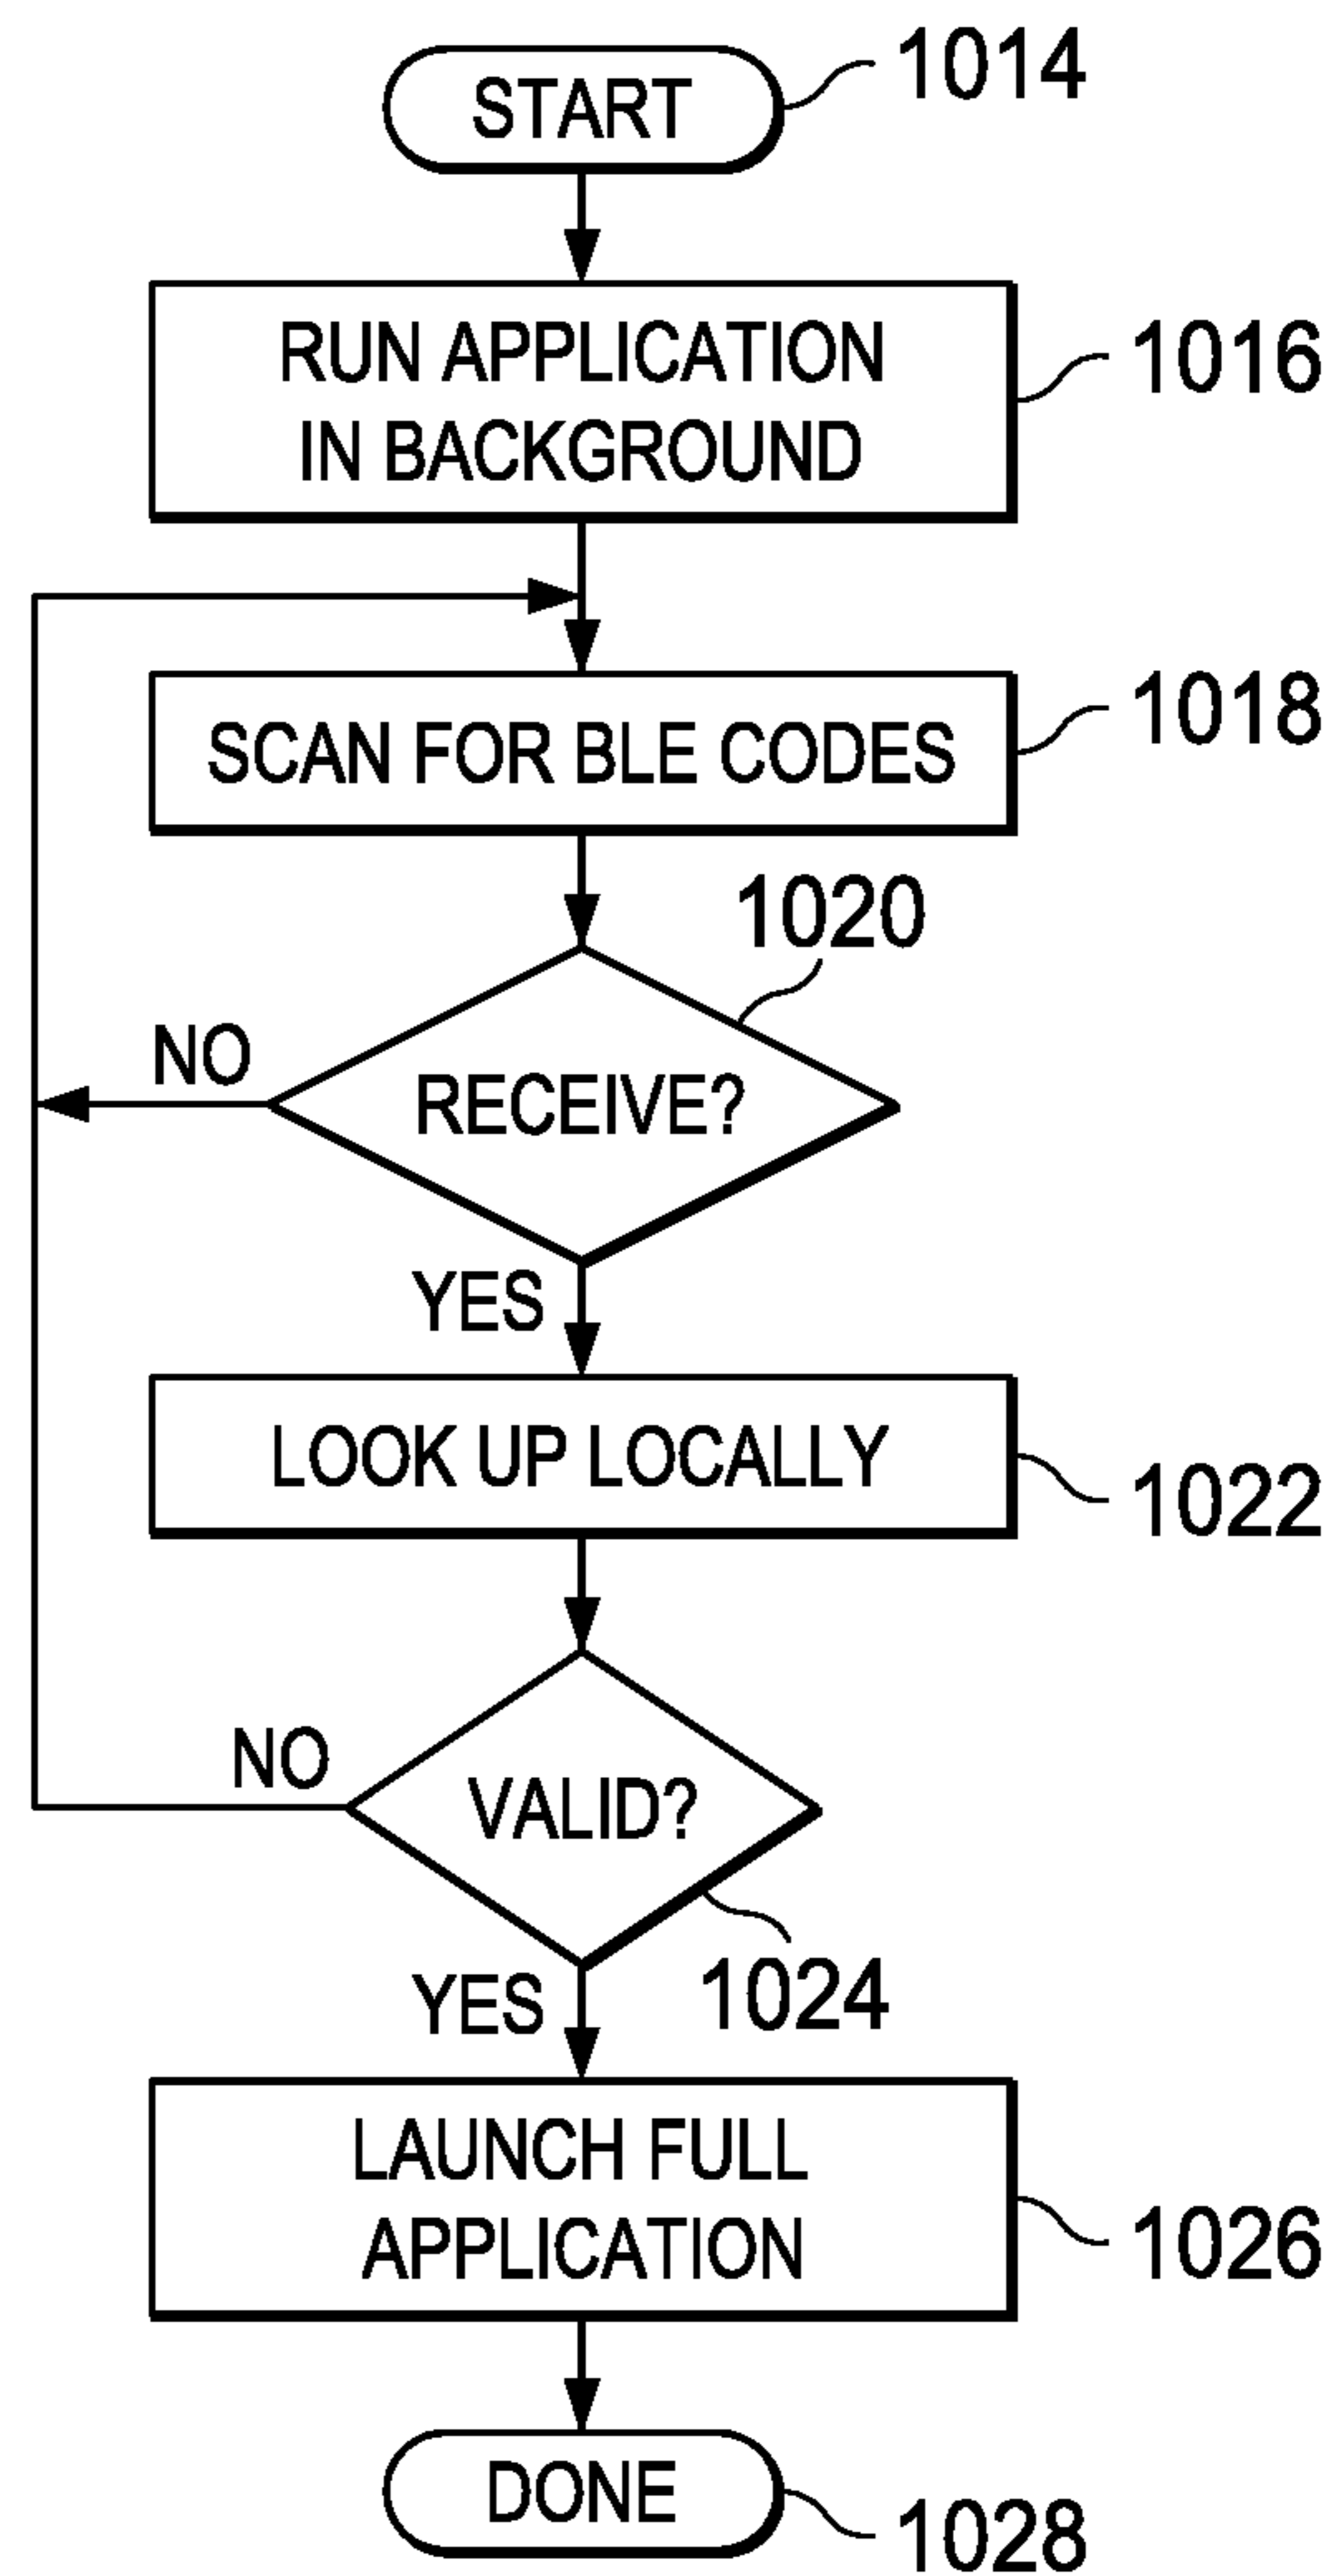 START
1014
RUN APPLICATION
IN BACKGROUND
1016
SCAN FOR BLE CODES
1018
1020
NO
RECEIVE?
YES
LOOK UP LOCALLY
1022
NO
VALID?
YES
1024
LAUNCH FULL
APPLICATION
1026
DONE
1028